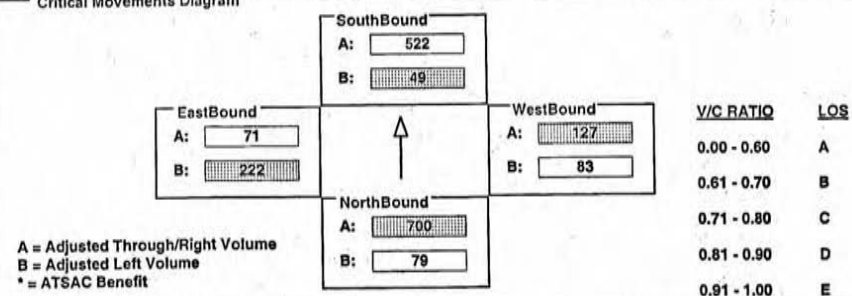 Critical Movements Diagram
SouthBound
A: 522
B: 49
EastBound
A: 71
B: 222
WestBound
A: 127
B: 83
NorthBound
A: 700
B: 79
A = Adjusted Through/Right Volume
B = Adjusted Left Volume
* = ATSAC Benefit
V/C RATIO LOS
0.00 - 0.60 A
0.61 - 0.70 B
0.71 - 0.80 C
0.81 - 0.90 D
0.91 - 1.00 E